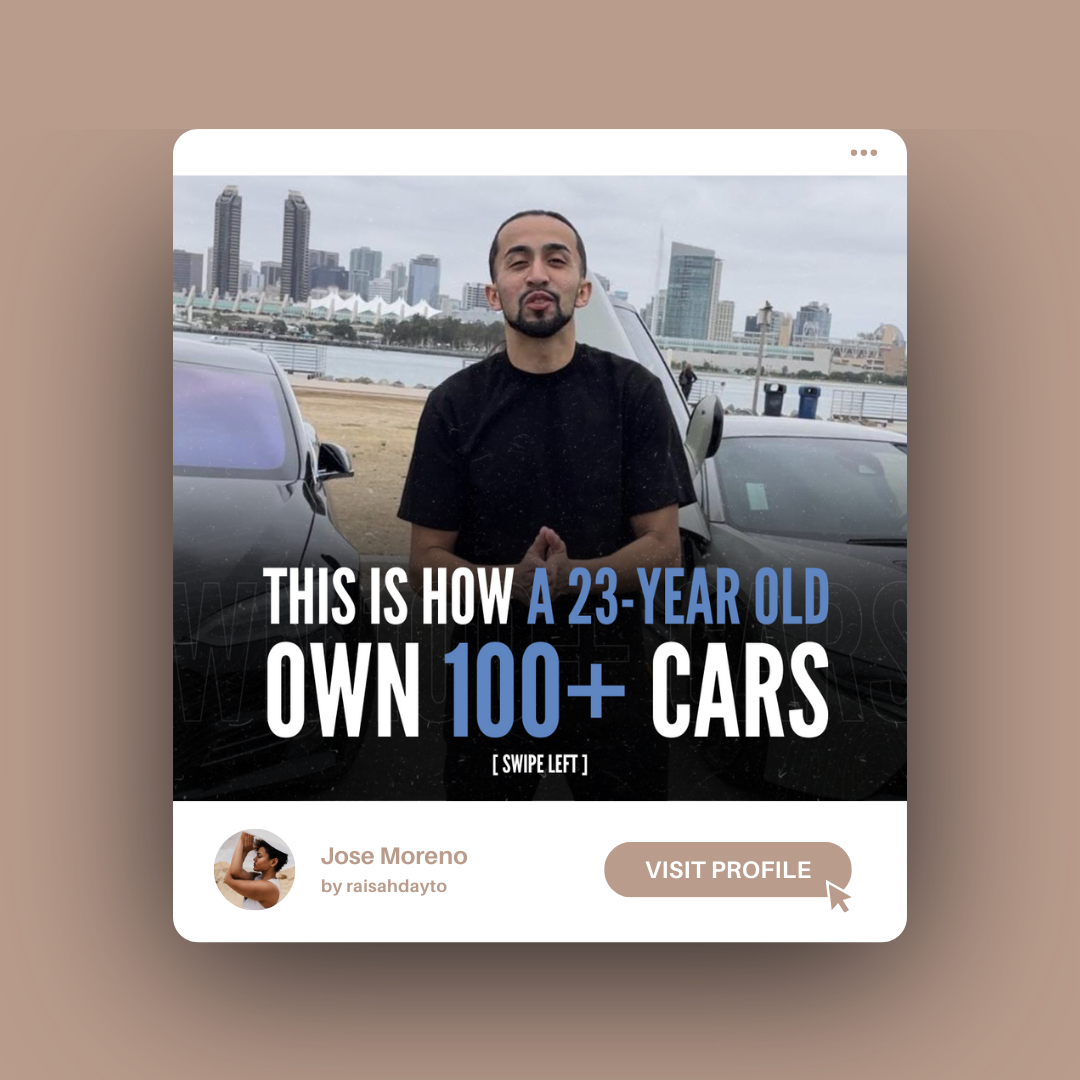 THIS IS HOW A 23-YEAR OLD
OWN 100+ CARS
[ SWIPE LEFT ]
Jose Moreno
by raisahdayto
VISIT PROFILE